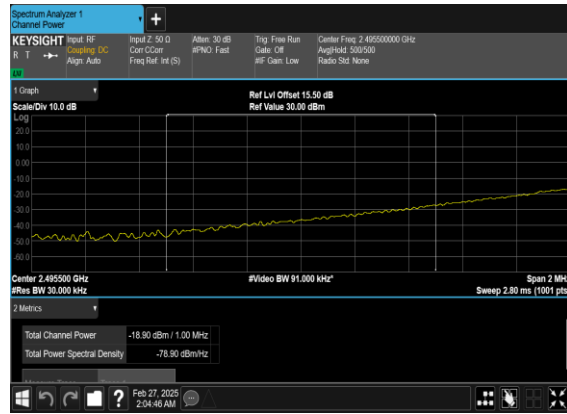 Spectrum Analyzer 1
Channel Power
+
KEYSIGHT Input: RF Input Z: 50 Ω Atten: 30 dB Trig: Free Run Center Freq: 2.495500000 GHz
R T Coupling: DC Corr CCorr #PNO: Fast Gate: Off Avg|Hold: 500/500
Align: Auto Freq Ref: Int (S) #IF Gain: Low Radio Std: None
1 Graph
Ref Lvl Offset 15.50 dB
Scale/Div 10.0 dB Ref Value 30.00 dBm
Log
20.0
10.0
0.00
-10.0
-20.0
-30.0
-40.0
-50.0
-60.0
Center 2.495500 GHz #Video BW 91.000 kHz* Span 2 MH
#Res BW 30.000 kHz Sweep 2.80 ms (1001 pts
2 Metrics
Total Channel Power -18.90 dBm / 1.00 MHz
Total Power Spectral Density -78.90 dBm/Hz
?
Feb 27, 2025
2:04:46 AM